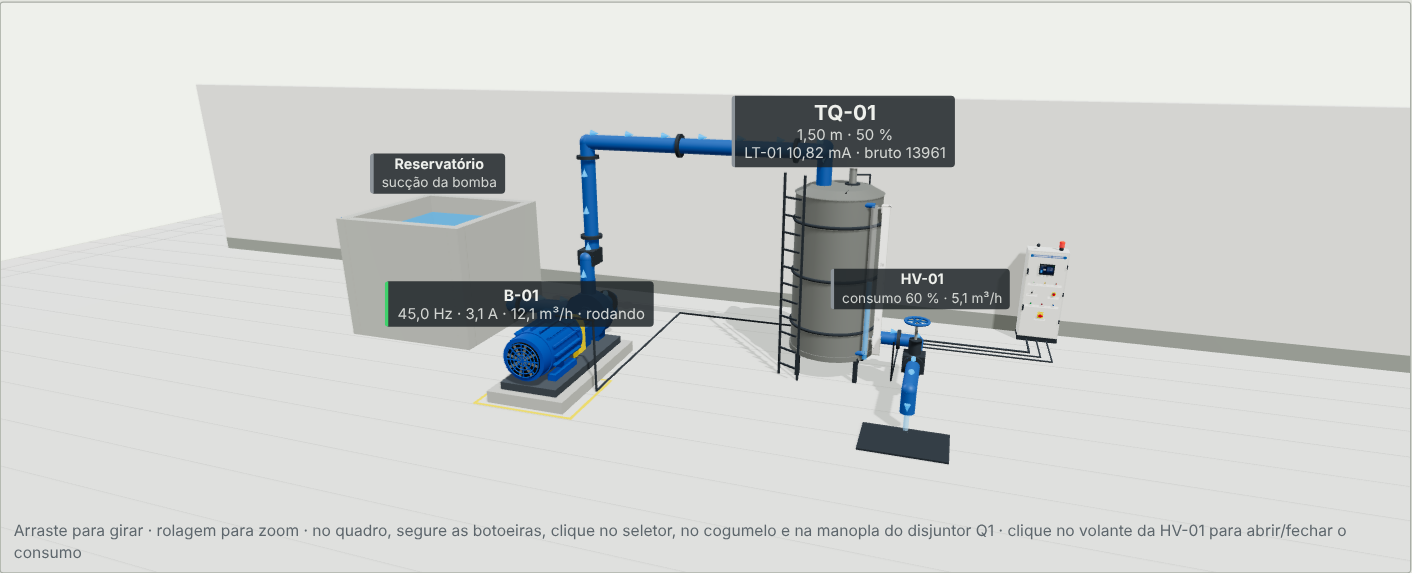 TQ-01
1,50 m · 50 %
LT-01 10,82 mA · bruto 13961
Reservatório
sucção da bomba
HV-01
consumo 60 % · 5,1 m³/h
B-01
45,0 Hz · 3,1 A · 12,1 m³/h · rodando
Arraste para girar · rolagem para zoom · no quadro, segure as botoeiras, clique no seletor, no cogumelo e na manopla do disjuntor Q1 · clique no volante da HV-01 para abrir/fechar o
consumo